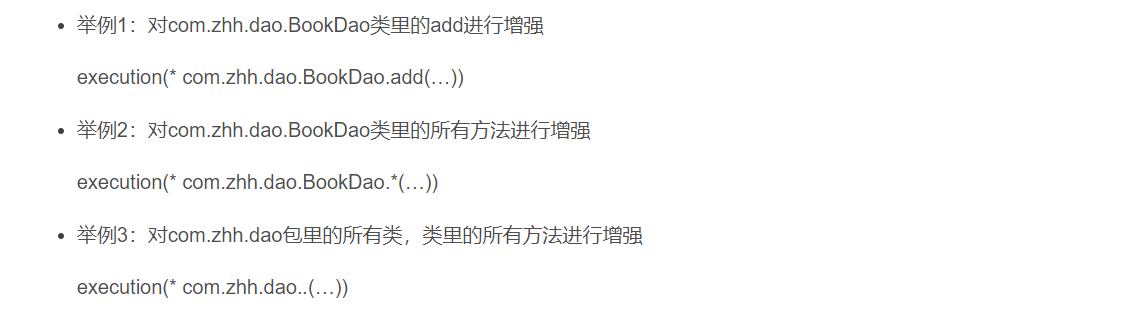 举例1：对com.zhh.dao.BookDao类里的add进行增强
execution(* com.zhh.dao.BookDao.add(…))
举例2：对com.zhh.dao.BookDao类里的所有方法进行增强
execution(* com.zhh.dao.BookDao.*(…))
举例3：对com.zhh.dao包里的所有类，类里的所有方法进行增强
execution(* com.zhh.dao..(…))